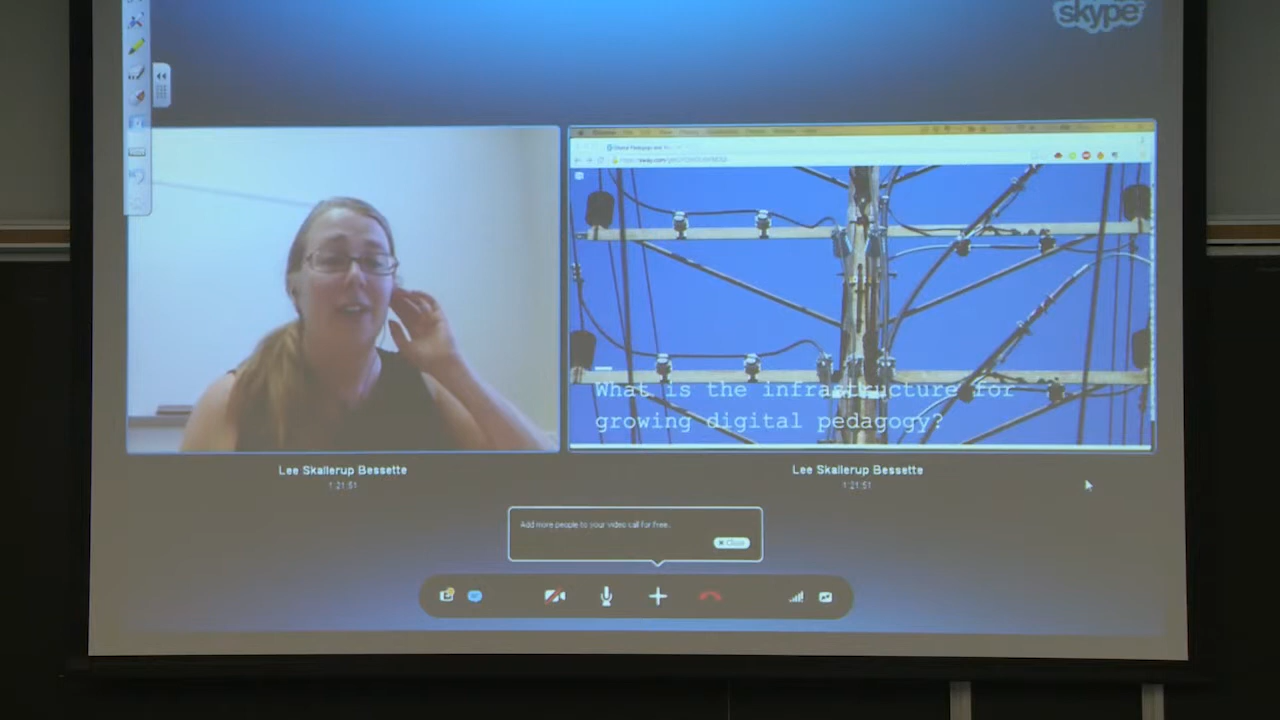 skype
What is the infrastructure for
growing digital pedagogy?
Lee Skallerup Bessette
1:21:51
Lee Skallerup Bessette
1:21:51
Add more people to your video call for free.
Close